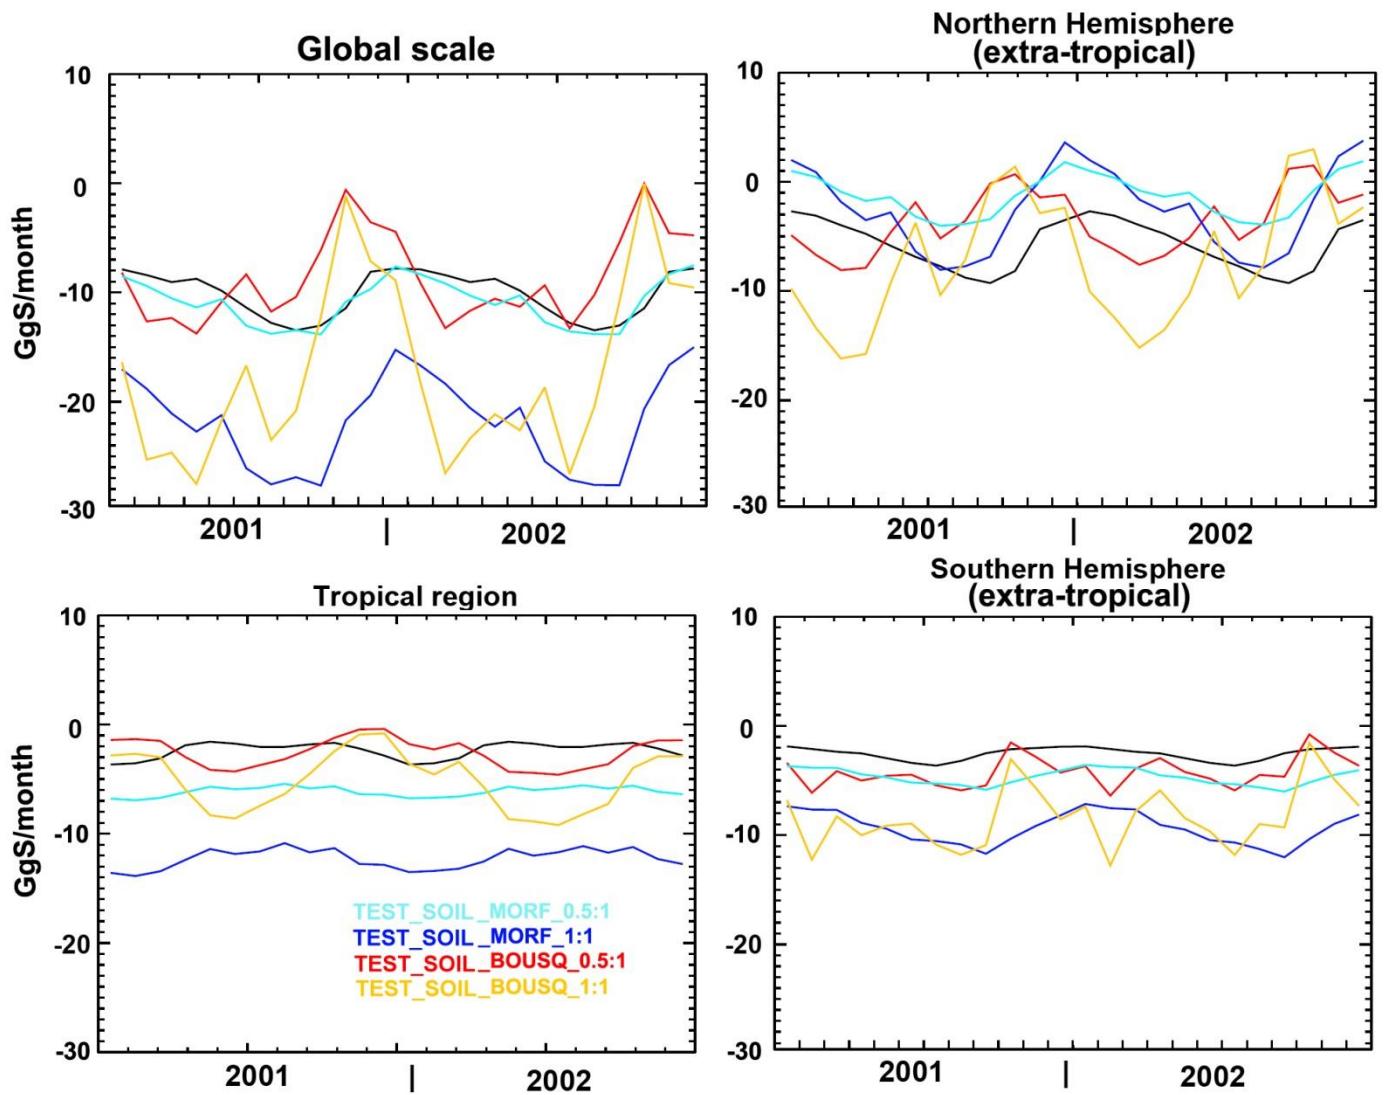 Global scale
10
0
-10
-20
-30
GgS/month
2001 | 2002
Northern Hemisphere
(extra-tropical)
10
0
-10
-20
-30
2001 | 2002
Tropical region
10
0
-10
-20
-30
GgS/month
TEST_SOIL_MORF_0.5:1
TEST_SOIL_MORF_1:1
TEST_SOIL_BOUSQ_0.5:1
TEST_SOIL_BOUSQ_1:1
2001 | 2002
Southern Hemisphere
(extra-tropical)
10
0
-10
-20
-30
2001 | 2002